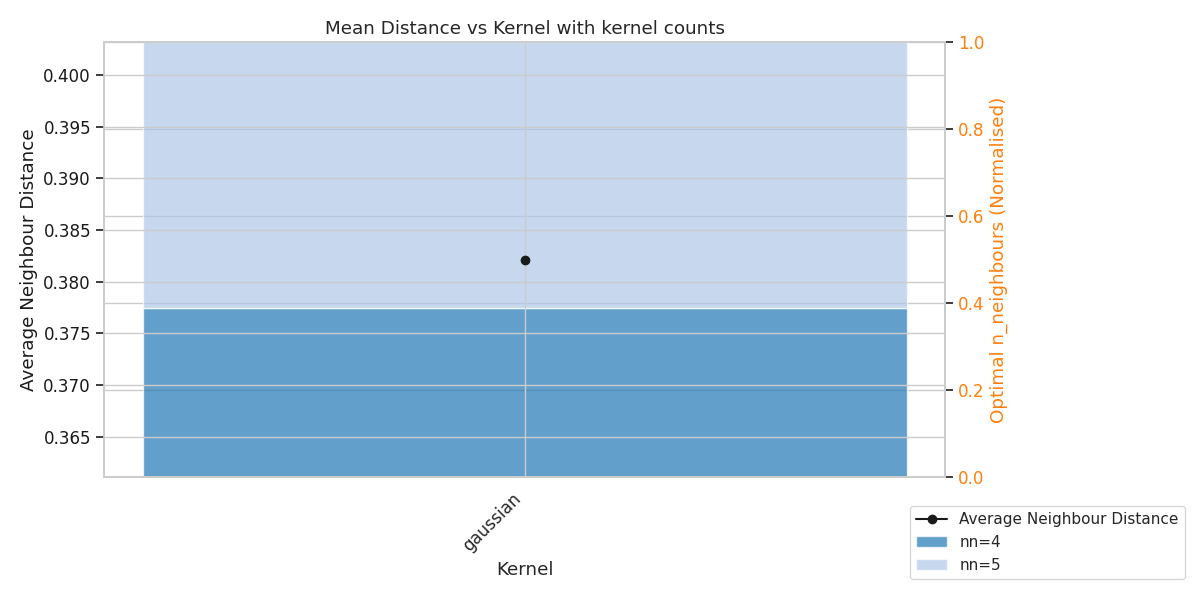 Mean Distance vs Kernel with kernel counts
Average Neighbour Distance
0.400
0.395
0.390
0.385
0.380
0.375
0.370
0.365
1.0
0.8
0.6
0.4
0.2
0.0
Optimal n_neighbours (Normalised)
gaussian
Kernel
Average Neighbour Distance
nn=4
nn=5